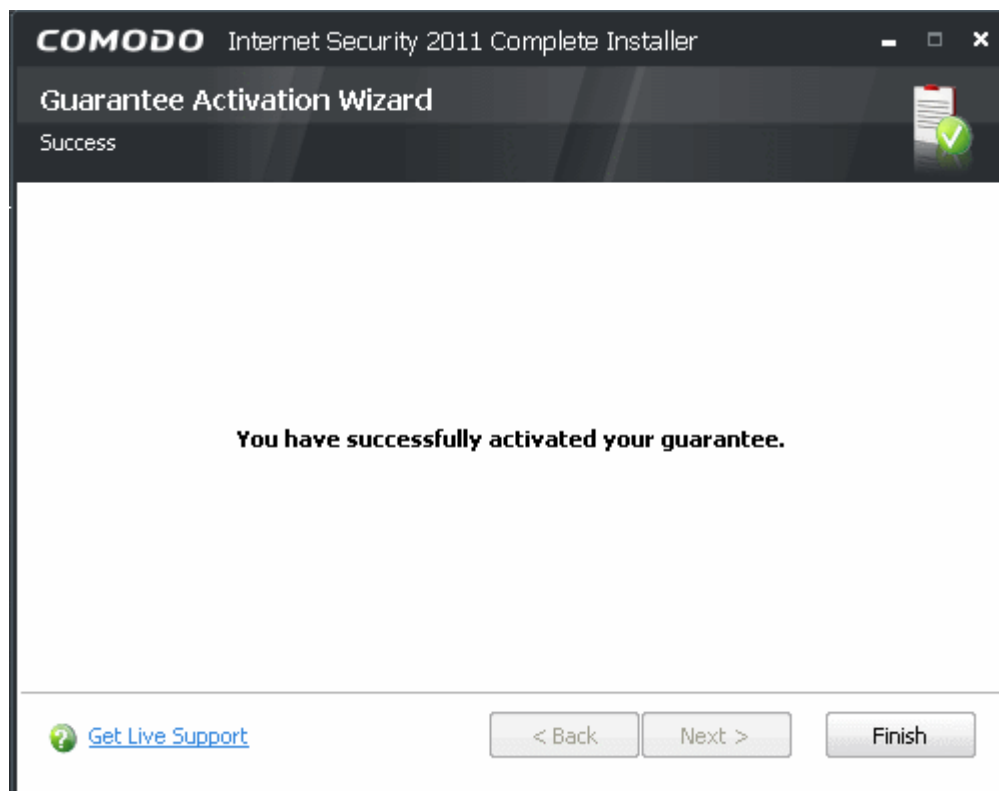 COMODO Internet Security 2011 Complete Installer
Guarantee Activation Wizard
Success
You have successfully activated your guarantee.
Get Live Support
< Back
Next >
Finish